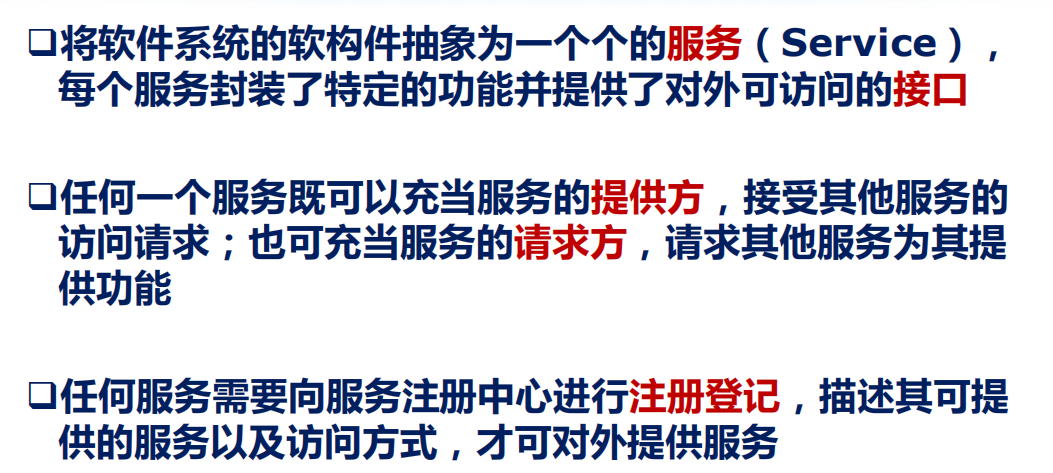 ❑将软件系统的软构件抽象为一个个的服务（Service），
每个服务封装了特定的功能并提供了对外可访问的接口
❑任何一个服务既可以充当服务的提供方，接受其他服务的
访问请求；也可充当服务的请求方，请求其他服务为其提
供功能
❑任何服务需要向服务注册中心进行注册登记，描述其可提
供的服务以及访问方式，才可对外提供服务